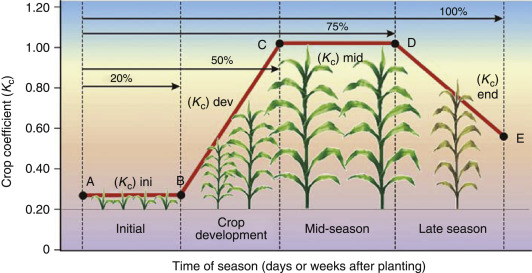 1.20
1.00
0.80
0.60
0.40
0.20
0
Crop coefficient (Kc)
100%
75%
50%
20%
A
(Kc) ini
B
(Kc) dev
C
(Kc) mid
D
(Kc)
end
E
Initial
Crop
development
Mid-season
Late season
Time of season (days or weeks after planting)